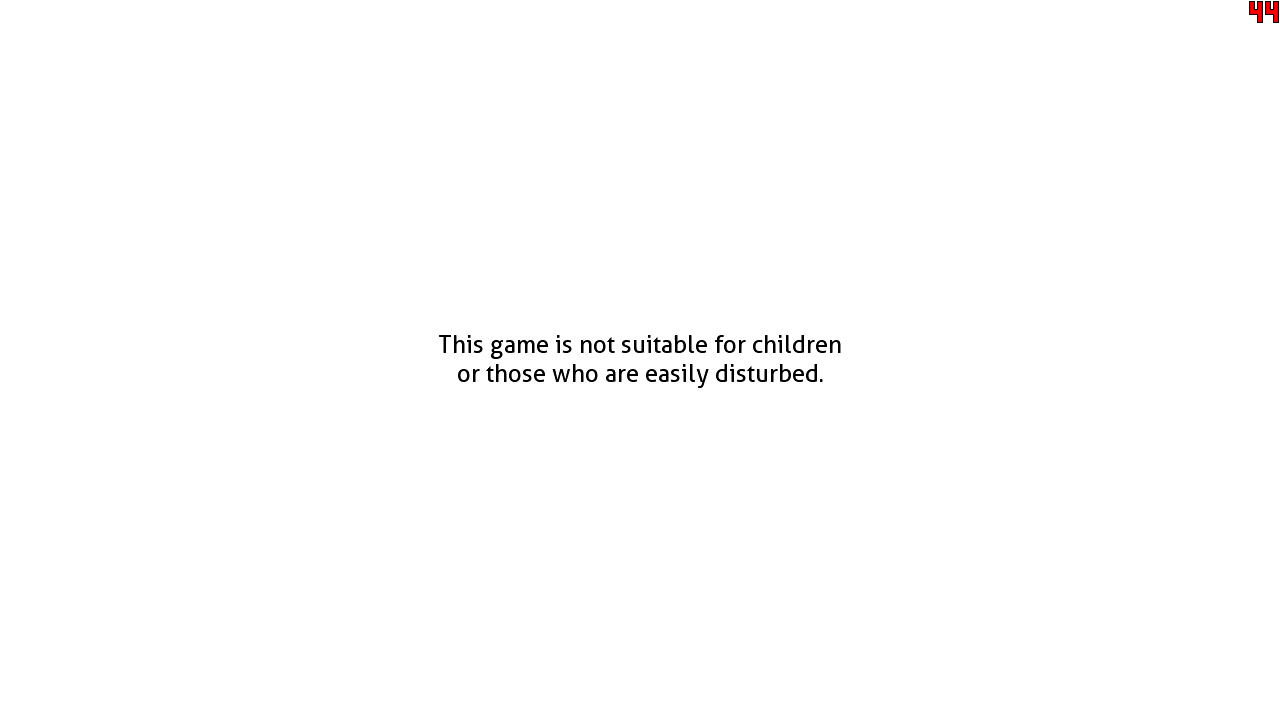 44
This game is not suitable for children
or those who are easily disturbed.